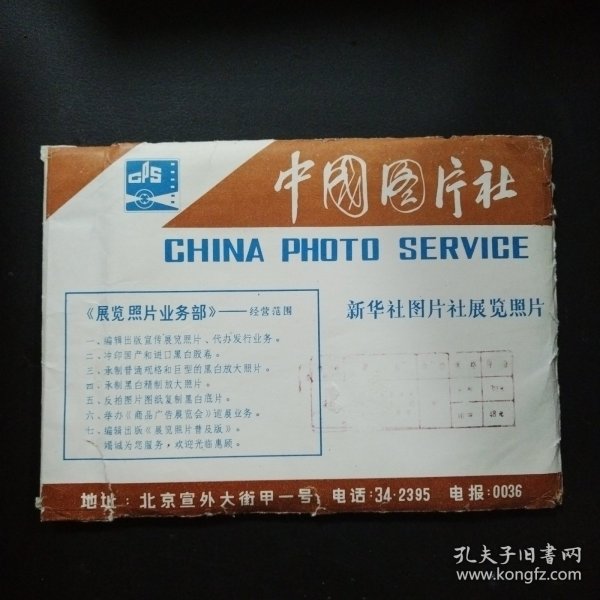 CPS
中国图片社
CHINA PHOTO SERVICE
《展览照片业务部》——经营范围
一、编辑出版宣传展览照片、代办发行业务。
二、冲印国产和进口黑白胶卷。
三、承制普通规格和巨型的黑白放大照片。
四、承制黑白精制放大照片。
五、反拍图片图纸复制黑白底片。
六、举办《商品广告展览会》巡展业务。
七、编辑出版《展览照片普及版》。
竭诚为您服务，欢迎光临惠顾。
新华社图片社展览照片
地址：北京宣外大街甲一号 电话：34·2395 电报：0036
孔夫子旧书网
www.kongfz.com